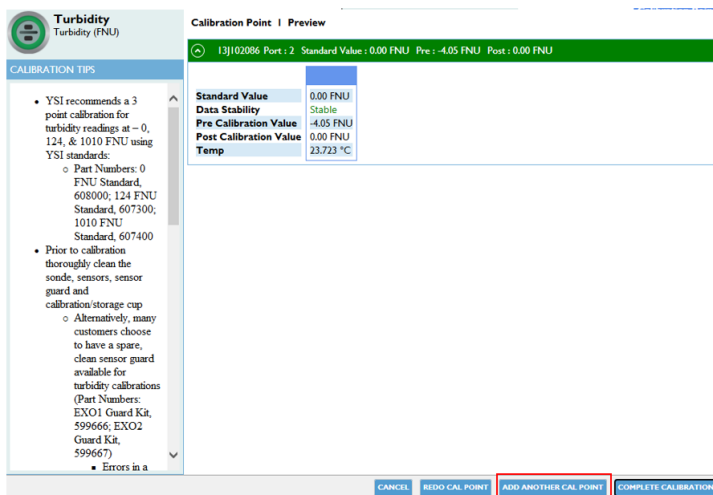 Turbidity
Turbidity (FNU)
CALIBRATION TIPS
• YSI recommends a 3
point calibration for
turbidity readings at – 0,
124, & 1010 FNU using
YSI standards:
o Part Numbers: 0
FNU Standard,
608000; 124 FNU
Standard, 607300;
1010 FNU
Standard, 607400
• Prior to calibration
thoroughly clean the
sonde, sensors, sensor
guard and
calibration/storage cup
o Alternatively, many
customers choose
to have a spare,
clean sensor guard
available for
turbidity calibrations
(Part Numbers:
EXO1 Guard Kit,
599666; EXO2
Guard Kit,
599667)
▪ Errors in a
Calibration Point 1 Preview
13J102086 Port : 2 Standard Value : 0.00 FNU Pre : -4.05 FNU Post : 0.00 FNU
Standard Value 0.00 FNU
Data Stability Stable
Pre Calibration Value -4.05 FNU
Post Calibration Value 0.00 FNU
Temp 23.723 °C
CANCEL REDO CAL POINT ADD ANOTHER CAL POINT COMPLETE CALIBRATION